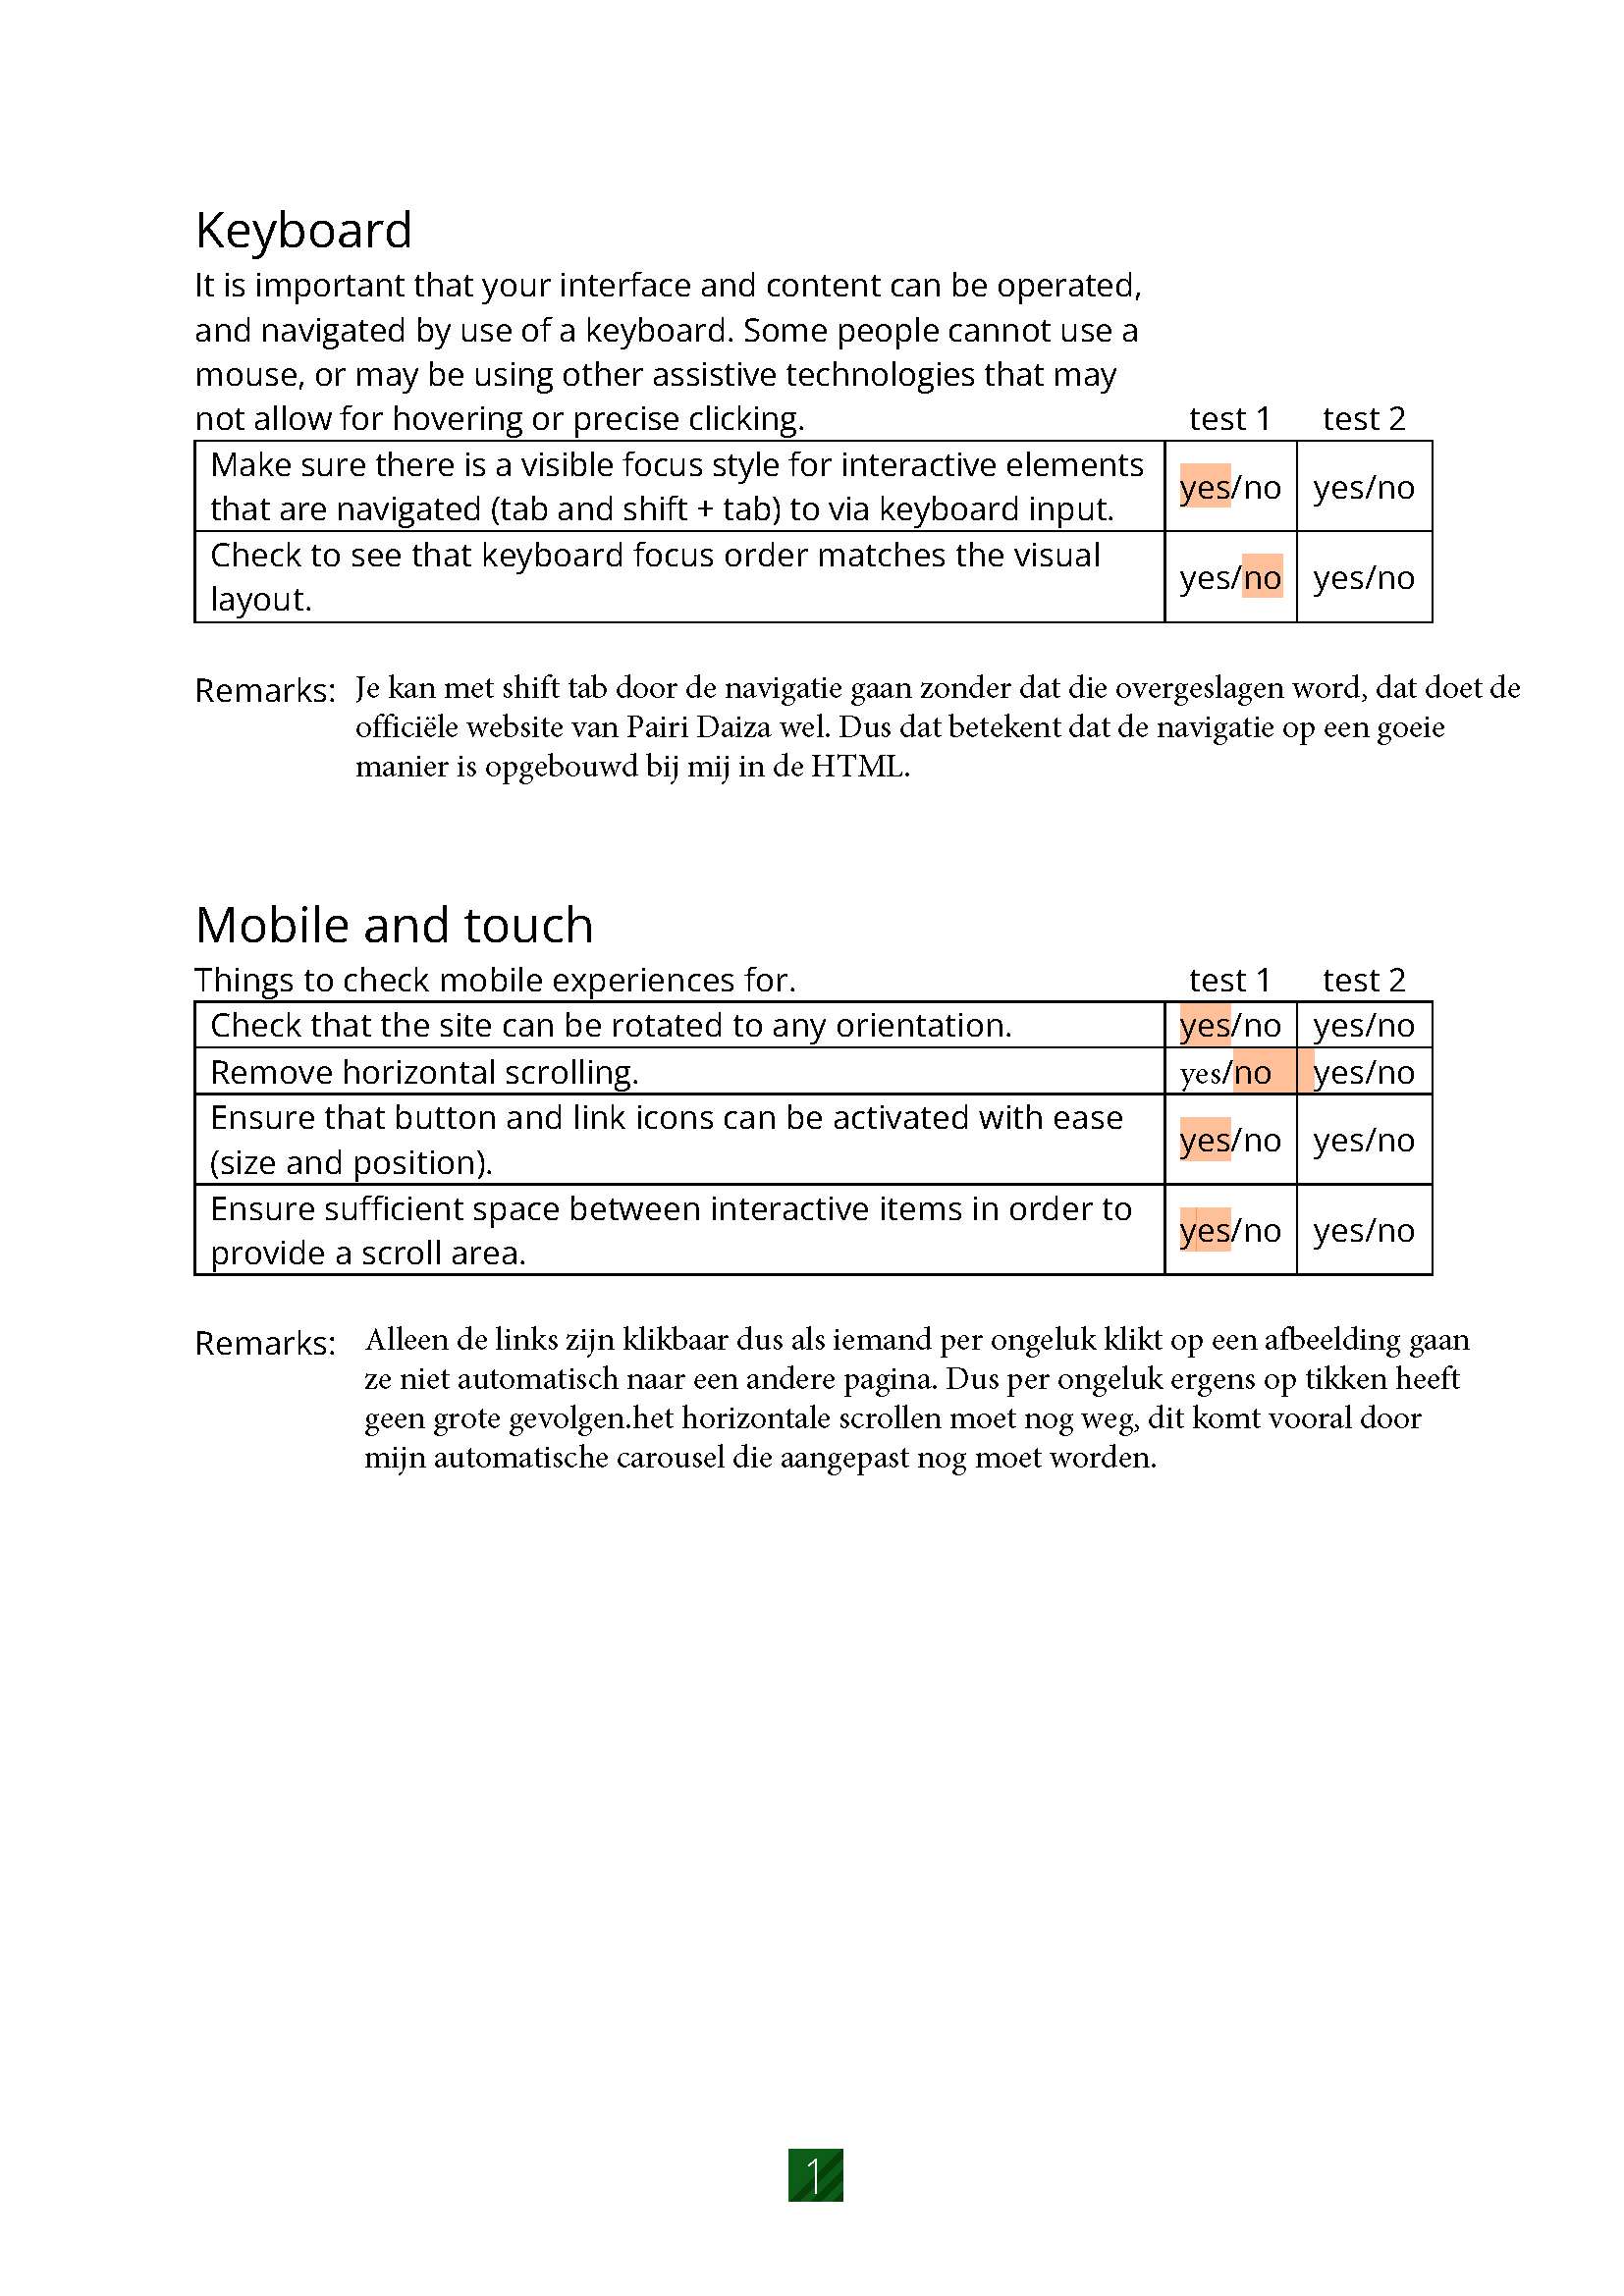 Keyboard
It is important that your interface and content can be operated,
and navigated by use of a keyboard. Some people cannot use a
mouse, or may be using other assistive technologies that may
not allow for hovering or precise clicking. test 1 test 2
Make sure there is a visible focus style for interactive elements
that are navigated (tab and shift + tab) to via keyboard input.
yes/no yes/no
Check to see that keyboard focus order matches the visual
layout.
yes/no yes/no
Remarks: Je kan met shift tab door de navigatie gaan zonder dat die overgeslagen word, dat doet de
officiële website van Pairi Daiza wel. Dus dat betekent dat de navigatie op een goeie
manier is opgebouwd bij mij in de HTML.
Mobile and touch
Things to check mobile experiences for. test 1 test 2
Check that the site can be rotated to any orientation. yes/no yes/no
Remove horizontal scrolling. yes/no yes/no
Ensure that button and link icons can be activated with ease
(size and position).
yes/no yes/no
Ensure sufficient space between interactive items in order to
provide a scroll area.
yes/no yes/no
Remarks: Alleen de links zijn klikbaar dus als iemand per ongeluk klikt op een afbeelding gaan
ze niet automatisch naar een andere pagina. Dus per ongeluk ergens op tikken heeft
geen grote gevolgen.het horizontale scrollen moet nog weg, dit komt vooral door
mijn automatische carousel die aangepast nog moet worden.
1